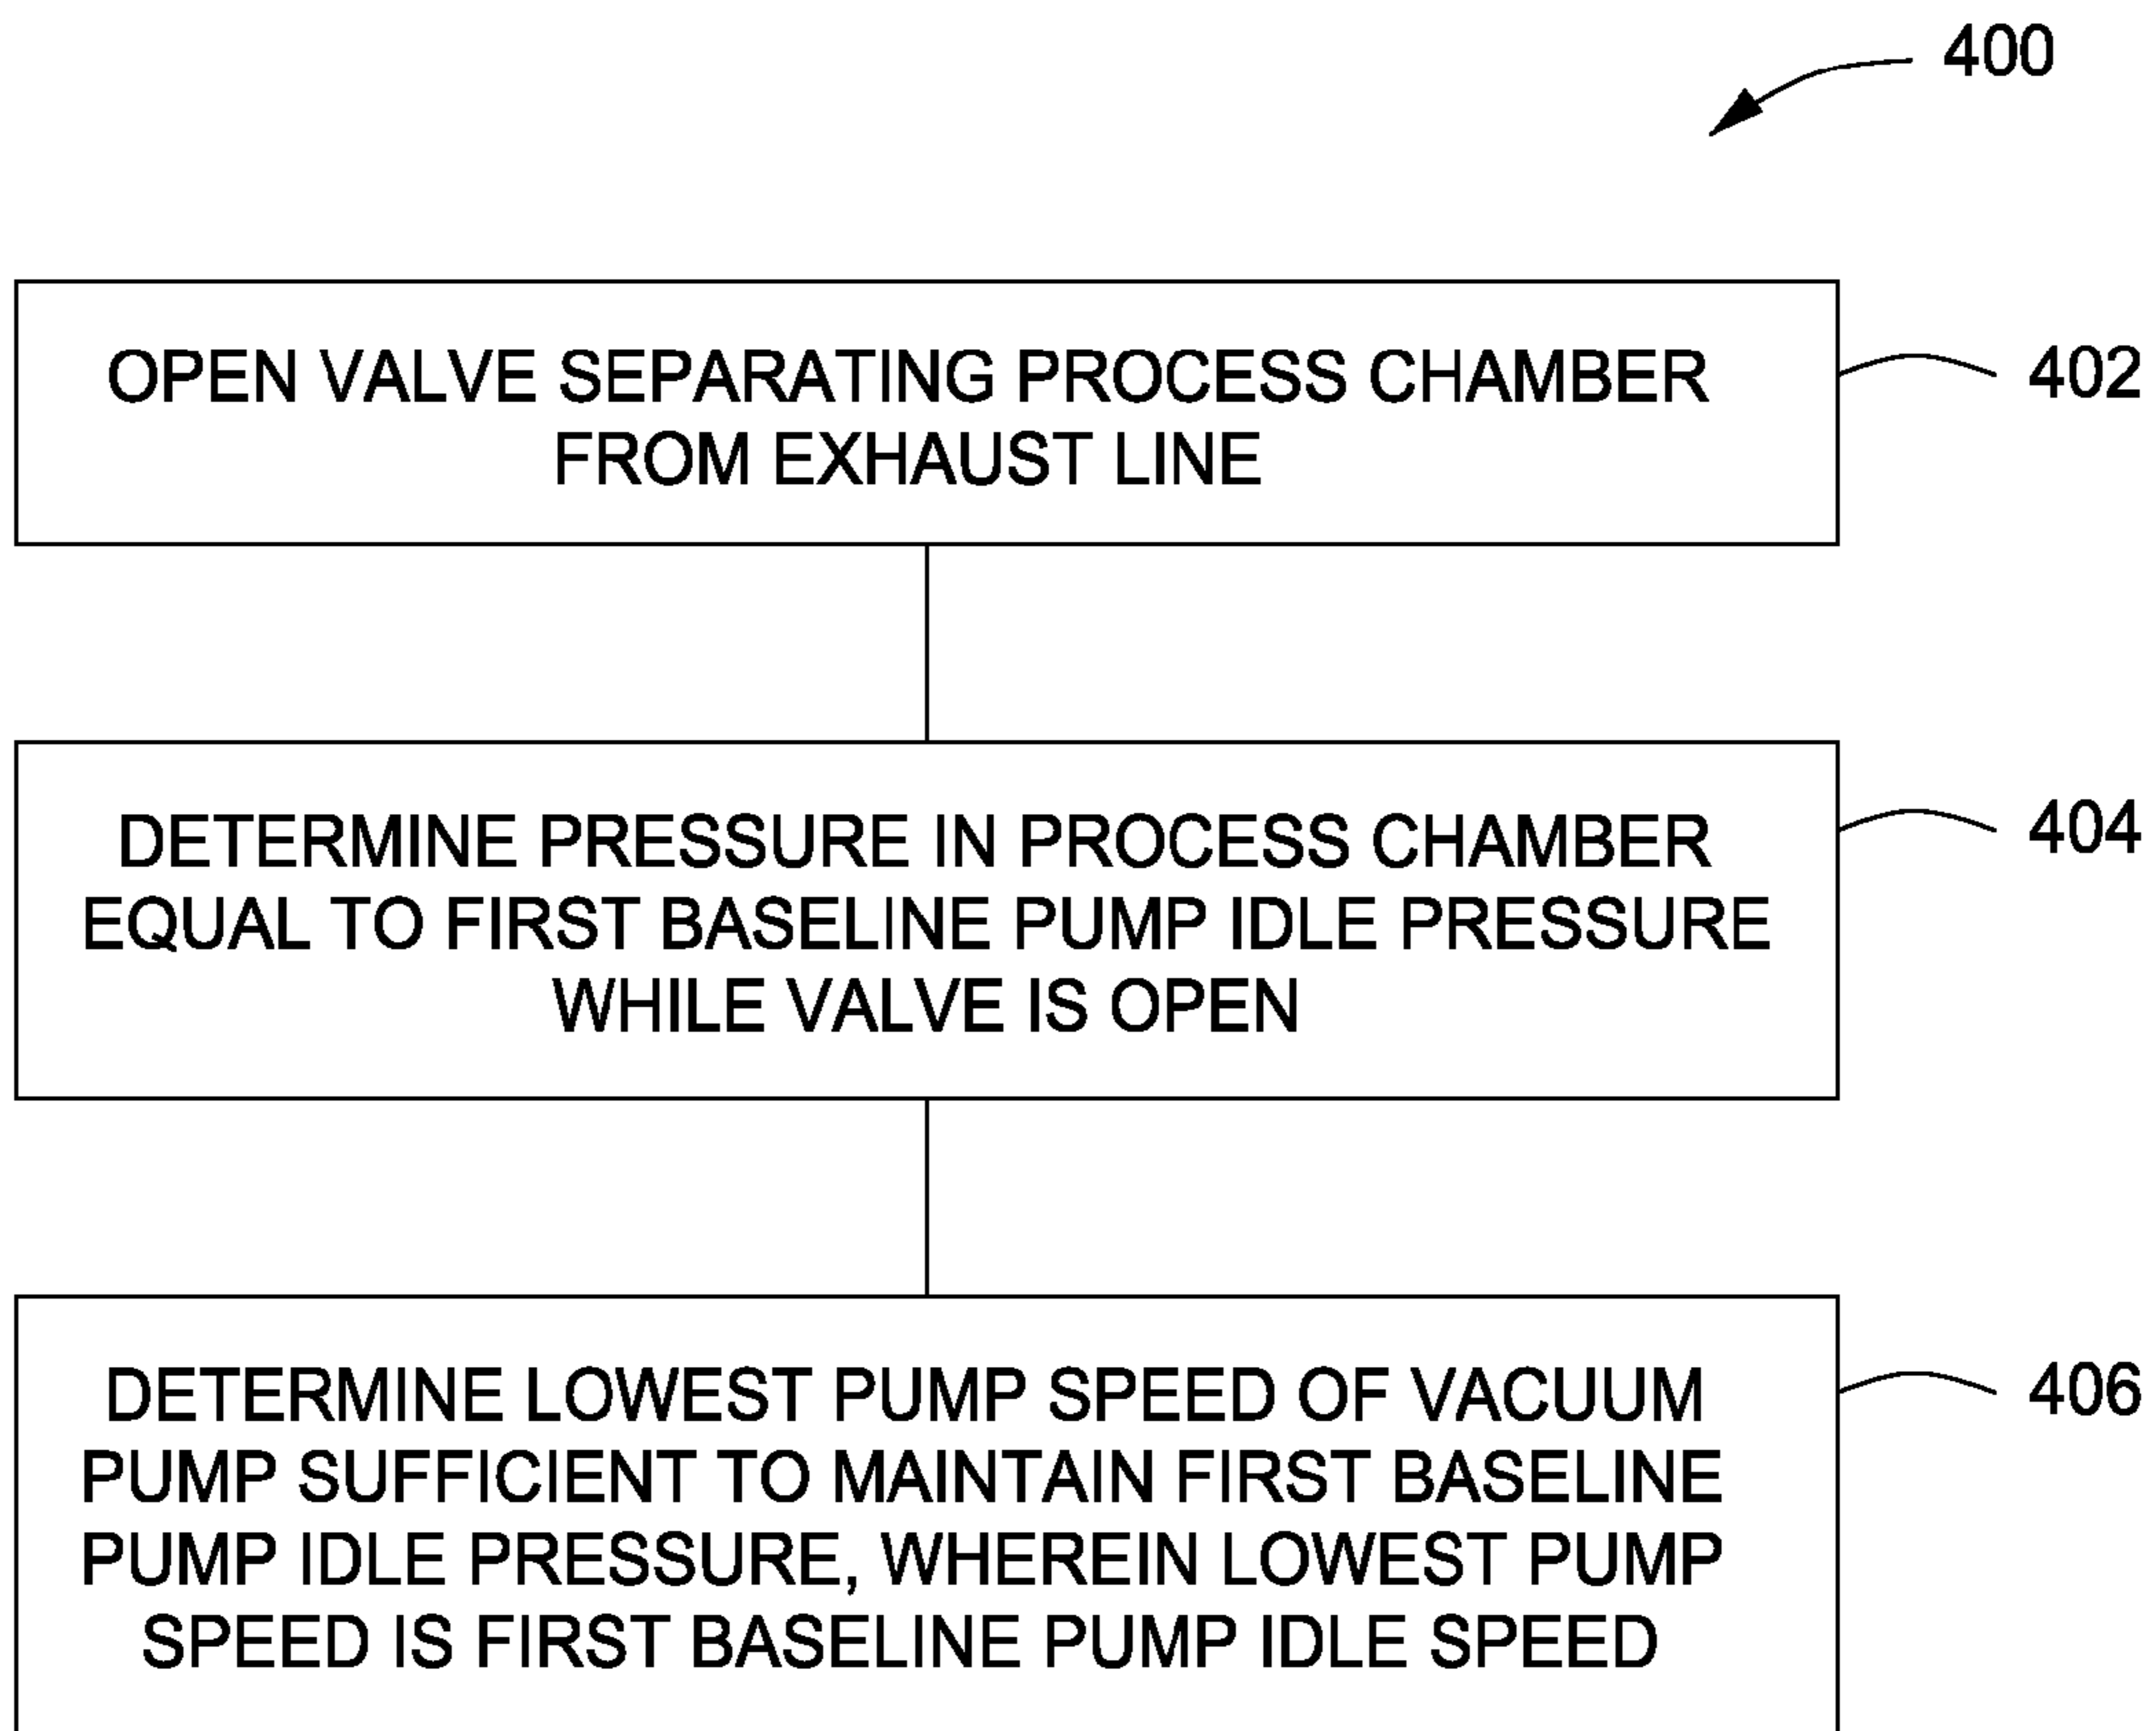 400
OPEN VALVE SEPARATING PROCESS CHAMBER
FROM EXHAUST LINE
402
DETERMINE PRESSURE IN PROCESS CHAMBER
EQUAL TO FIRST BASELINE PUMP IDLE PRESSURE
WHILE VALVE IS OPEN
404
DETERMINE LOWEST PUMP SPEED OF VACUUM
PUMP SUFFICIENT TO MAINTAIN FIRST BASELINE
PUMP IDLE PRESSURE, WHEREIN LOWEST PUMP
SPEED IS FIRST BASELINE PUMP IDLE SPEED
406